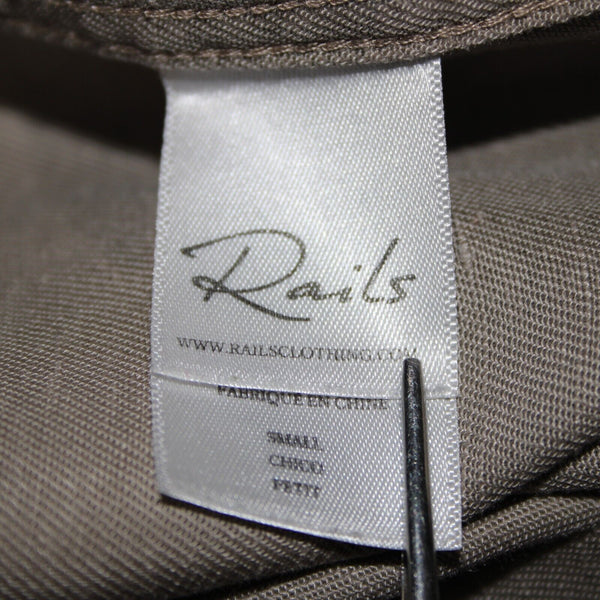 Rails
WWW.RAILSCLOTHING.COM
FABRIQUE EN CHINE
SMALL
CHICO
PETIT